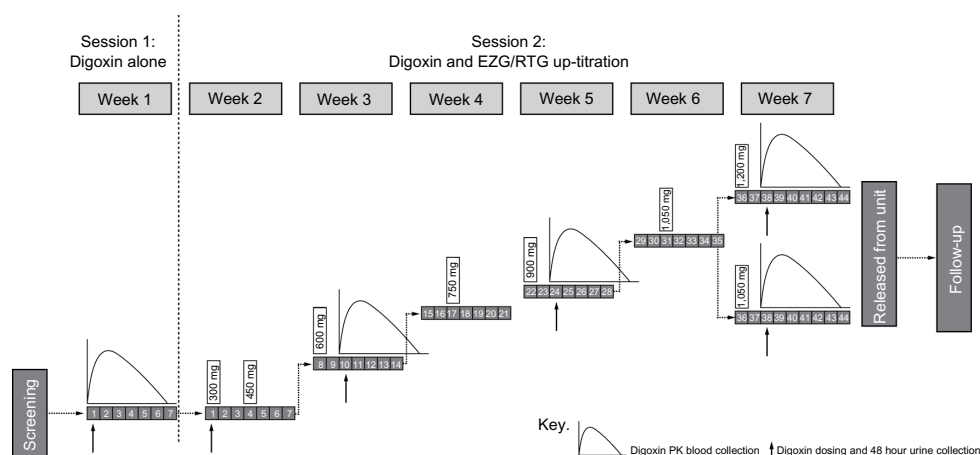 Session 1:
Digoxin alone
Session 2:
Digoxin and EZG/RTG up-titration
Week 1
Week 2
Week 3
Week 4
Week 5
Week 6
Week 7
Screening
1 2 3 4 5 6 7
300 mg
450 mg
1 2 3 4 5 6 7
600 mg
8 9 10 11 12 13 14
750 mg
15 16 17 18 19 20 21
900 mg
22 23 24 25 26 27 28
1,050 mg
29 30 31 32 33 34 35
1,200 mg
36 37 38 39 40 41 42 43 44
1,050 mg
36 37 38 39 40 41 42 43 44
Released from unit
Follow-up
Key.
Digoxin PK blood collection
Digoxin dosing and 48 hour urine collection